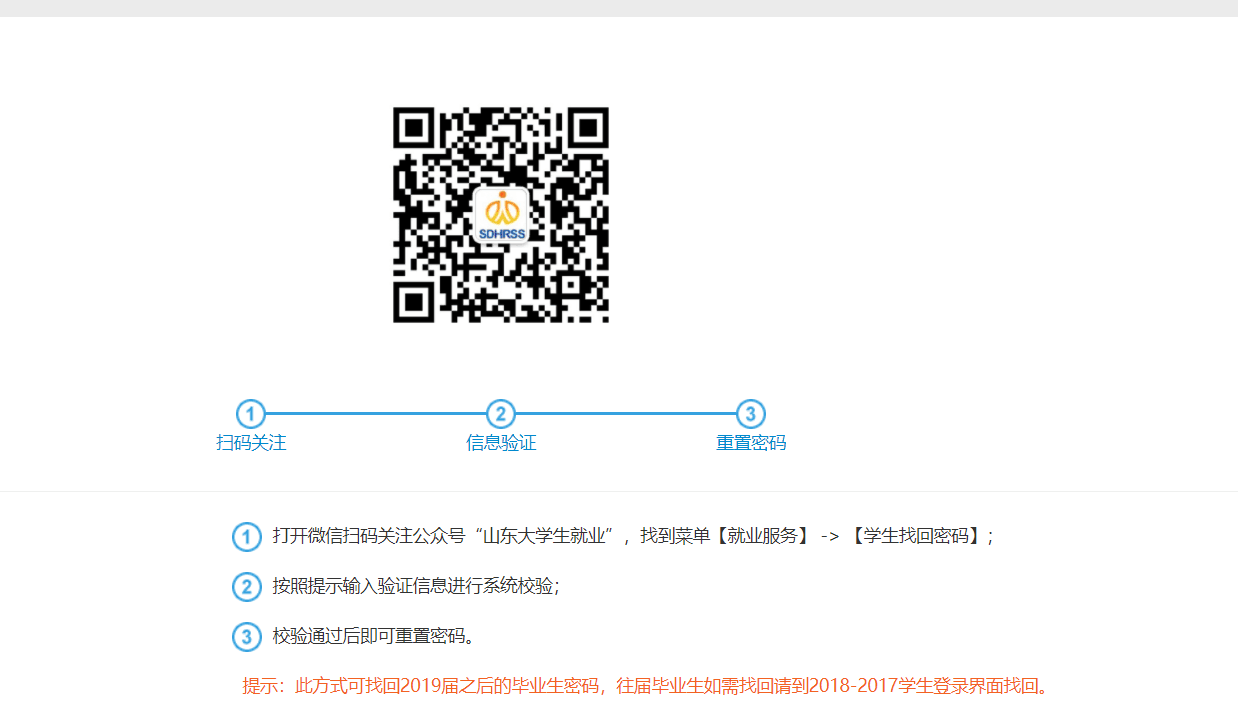 SDHRSS
1 2 3
扫码关注 信息验证 重置密码
1 打开微信扫码关注公众号“山东大学生就业”，找到菜单【就业服务】 -> 【学生找回密码】；
2 按照提示输入验证信息进行系统校验；
3 校验通过后即可重置密码。
提示：此方式可找回2019届之后的毕业生密码，往届毕业生如需找回请到2018-2017学生登录界面找回。